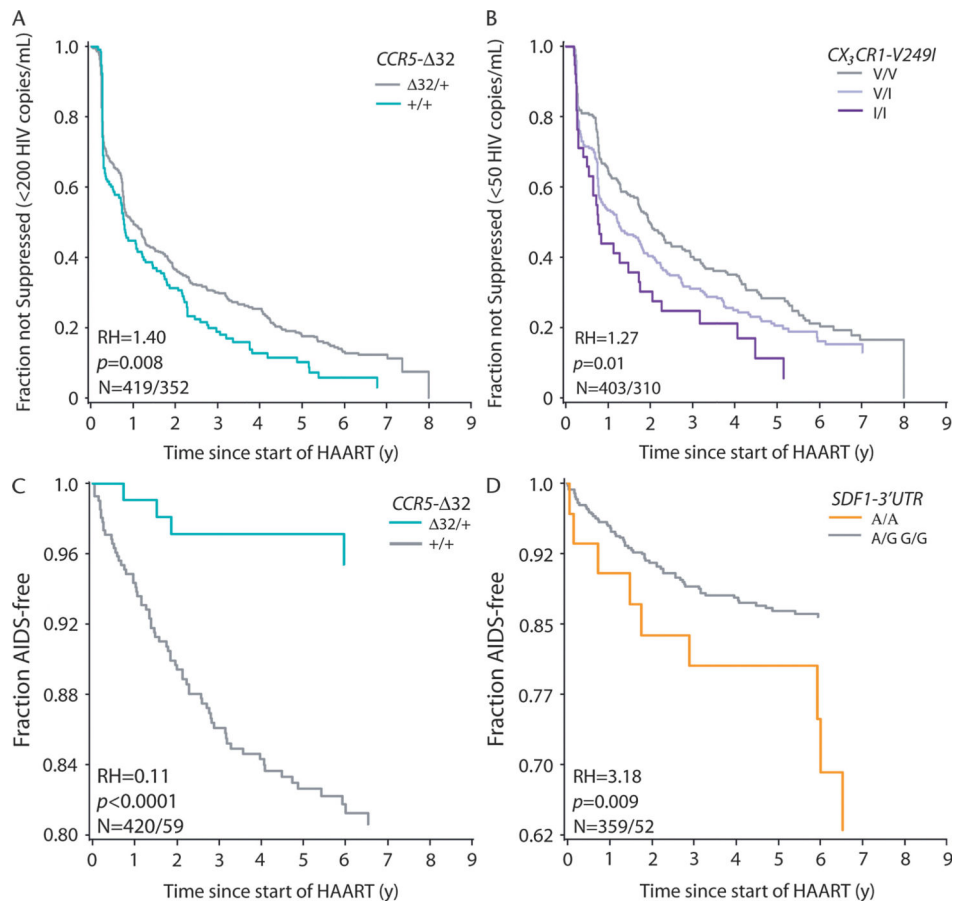 A
Fraction not Suppressed (<200 HIV copies/mL)
1.0
0.8
0.6
0.4
0.2
0
CCR5-Δ32
Δ32/+
+/+
RH=1.40
p=0.008
N=419/352
0 1 2 3 4 5 6 7 8 9
Time since start of HAART (y)
B
Fraction not Suppressed (<50 HIV copies/mL)
1.0
0.8
0.6
0.4
0.2
0
CX₃CR1-V249I
V/V
V/I
I/I
RH=1.27
p=0.01
N=403/310
0 1 2 3 4 5 6 7 8 9
Time since start of HAART (y)
C
Fraction AIDS-free
1.0
0.96
0.92
0.88
0.84
0.80
CCR5-Δ32
Δ32/+
+/+
RH=0.11
p<0.0001
N=420/59
0 1 2 3 4 5 6 7 8 9
Time since start of HAART (y)
D
Fraction AIDS-free
1.0
0.92
0.85
0.77
0.70
0.62
SDF1-3'UTR
A/A
A/G G/G
RH=3.18
p=0.009
N=359/52
0 1 2 3 4 5 6 7 8 9
Time since start of HAART (y)